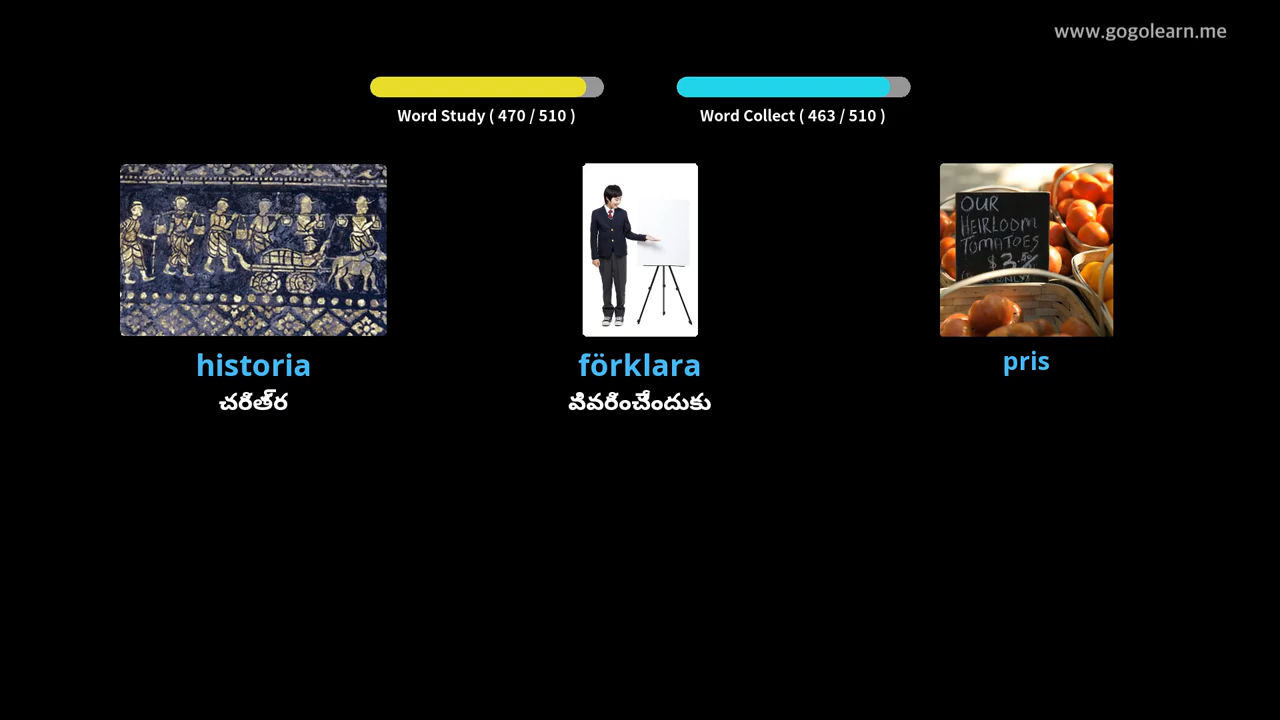 www.gogolearn.me
Word Study ( 470 / 510 )
Word Collect ( 463 / 510 )
OUR
HEIRLOOM
TOMATOES
historia
förklara
pris
చరిత్ర
వివరించేందుకు